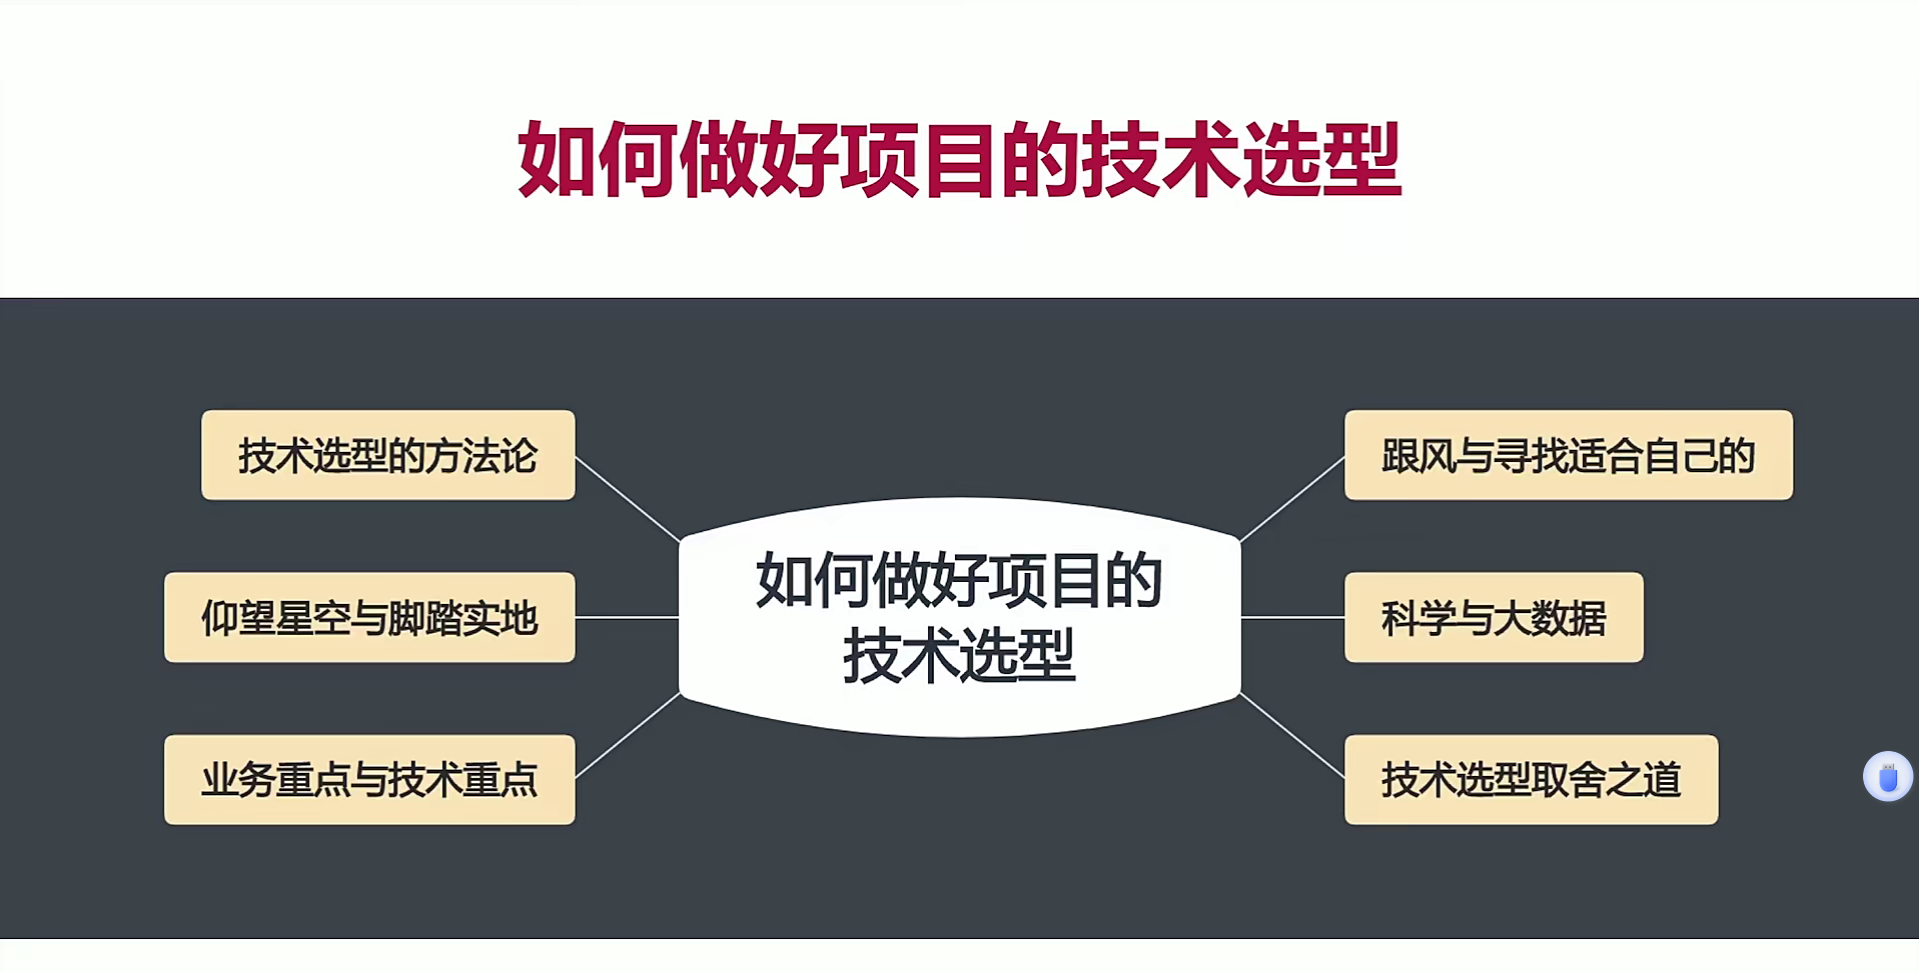 如何做好项目的技术选型
技术选型的方法论
仰望星空与脚踏实地
业务重点与技术重点
如何做好项目的
技术选型
跟风与寻找适合自己的
科学与大数据
技术选型取舍之道